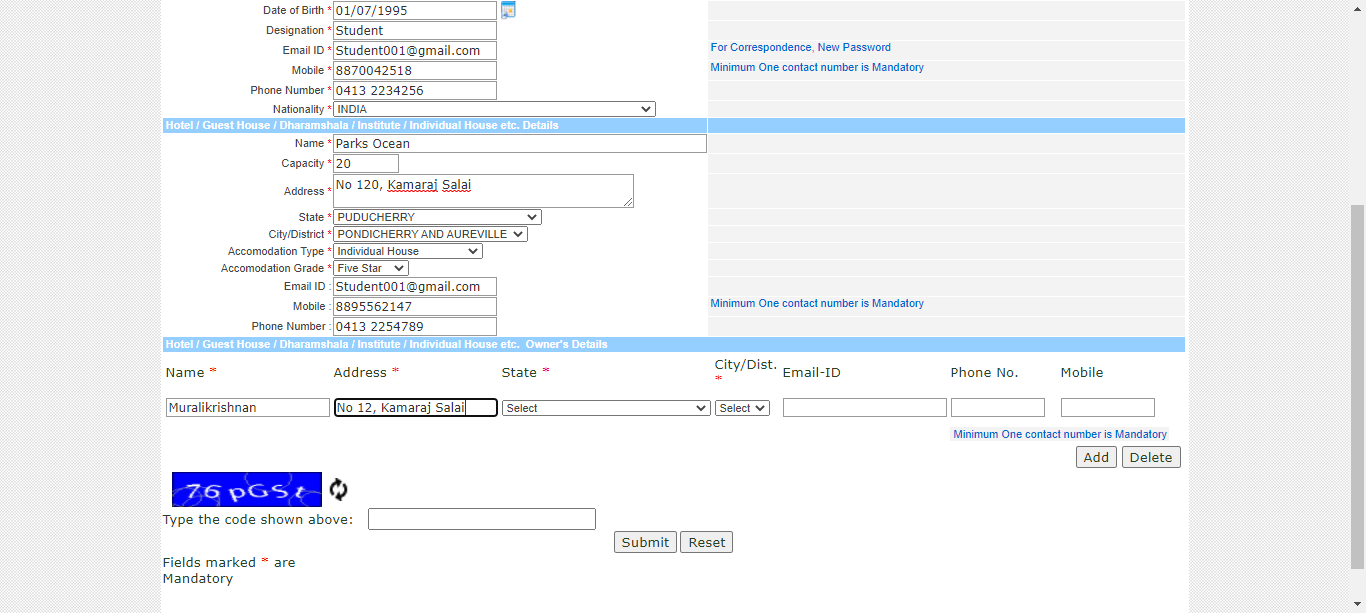 Date of Birth * 01/07/1995
Designation * Student
Email ID * Student001@gmail.com For Correspondence, New Password
Mobile * 8870042518 Minimum One contact number is Mandatory
Phone Number * 0413 2234256
Nationality * INDIA
Hotel / Guest House / Dharamshala / Institute / Individual House etc. Details
Name * Parks Ocean
Capacity * 20
Address * No 120, Kamaraj Salai
State * PUDUCHERRY
City/District * PONDICHERRY AND AUREVILLE
Accomodation Type * Individual House
Accomodation Grade * Five Star
Email ID : Student001@gmail.com
Mobile : 8895562147 Minimum One contact number is Mandatory
Phone Number : 0413 2254789
Hotel / Guest House / Dharamshala / Institute / Individual House etc. Owner's Details
Name * Address * State * City/Dist. * Email-ID Phone No. Mobile
Muralikrishnan No 12, Kamaraj Salai Select Select
Minimum One contact number is Mandatory
Add Delete
76pGSt
Type the code shown above:
Submit Reset
Fields marked * are
Mandatory